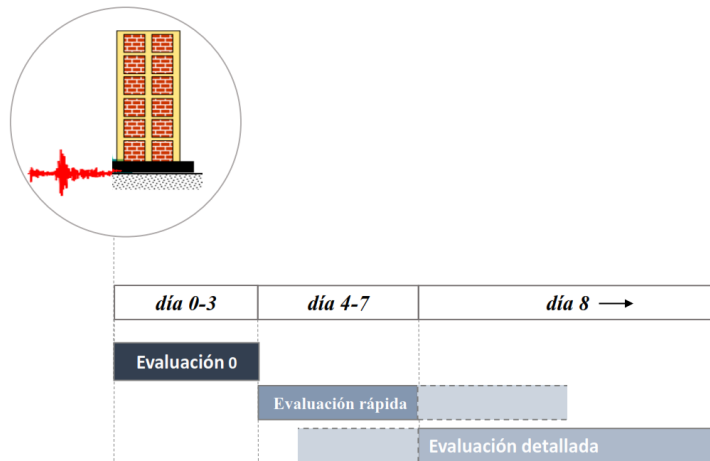 día 0-3
día 4-7
día 8 →
Evaluación 0
Evaluación rápida
Evaluación detallada